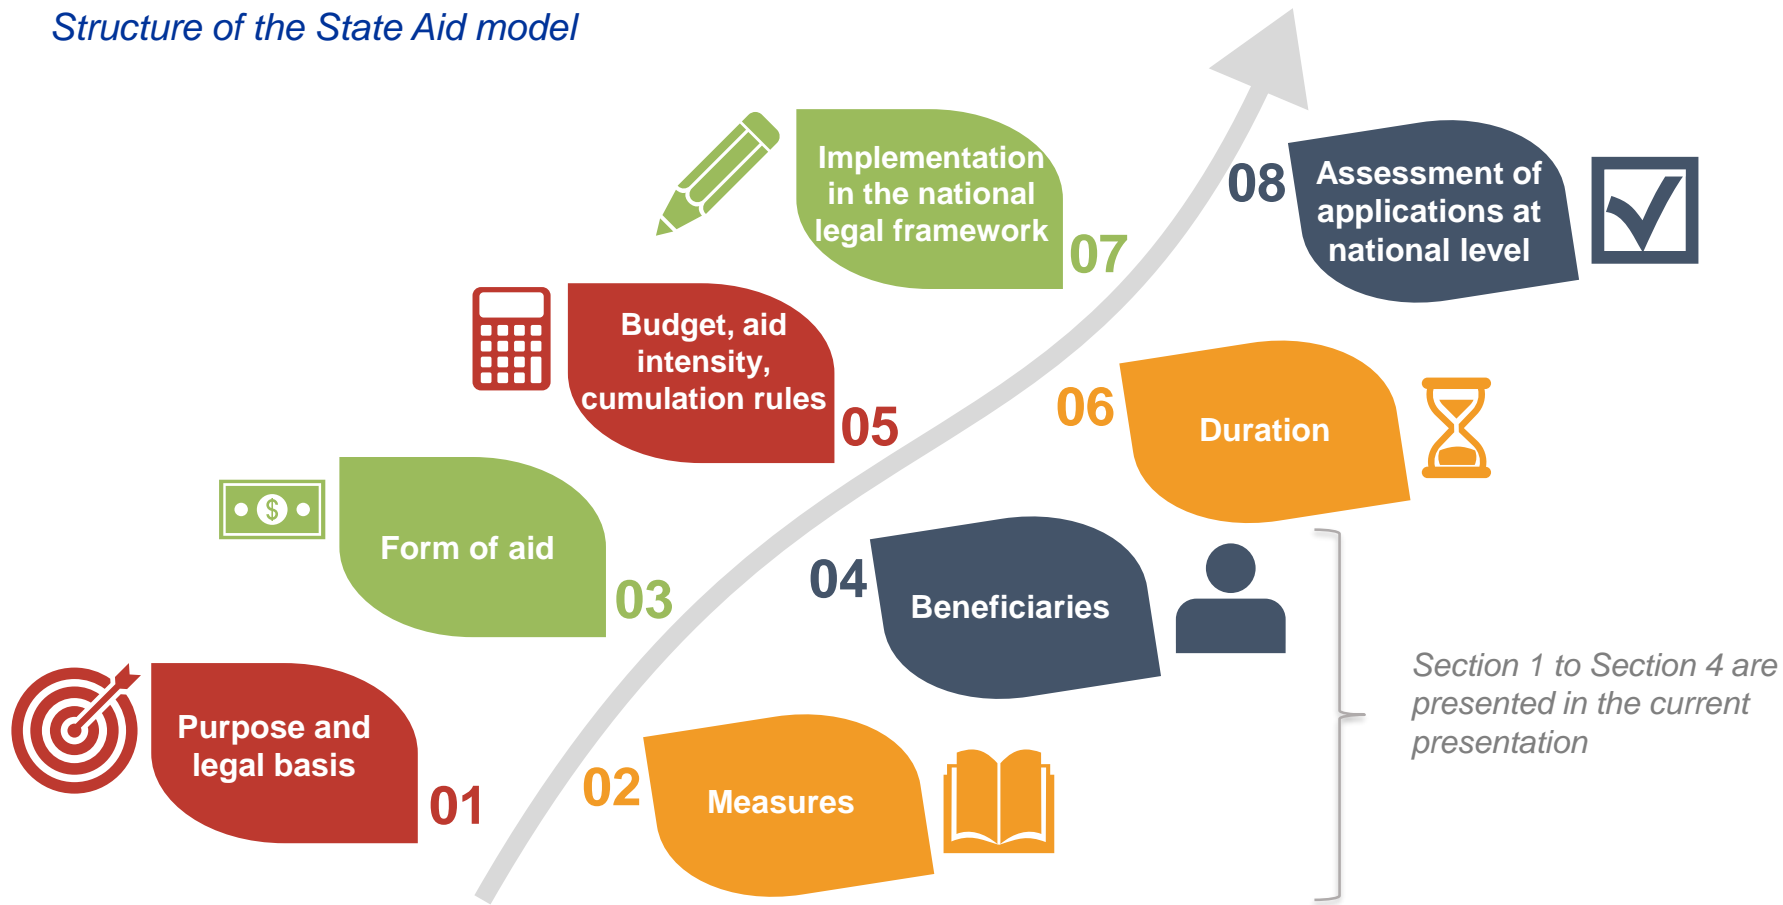 Structure of the State Aid model
Purpose and
legal basis
01
02
Measures
Form of aid
03
04
Beneficiaries
Budget, aid
intensity,
cumulation rules
05
06
Duration
Implementation
in the national
legal framework
07
08
Assessment of
applications at
national level
$
Section 1 to Section 4 are
presented in the current
presentation